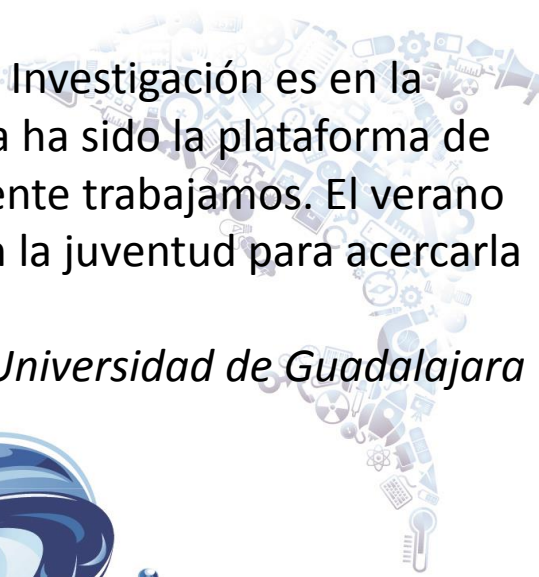 Investigación es en la
ha sido la plataforma de
trabajamos. El verano
la juventud para acercarla
Universidad de Guadalajara